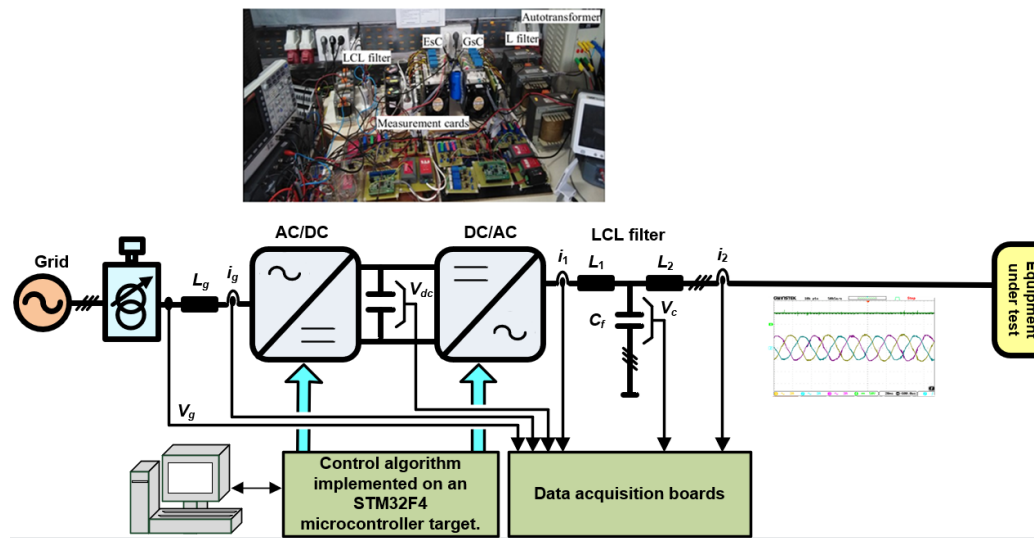 Autotransformer
EsC
GsC
L filter
LCL filter
Measurement cards
AC/DC
DC/AC
LCL filter
Grid
Lg
ig
Vdc
i1
L1
L2
i2
Cf
Vc
Equipment
under test
Vg
Control algorithm
implemented on an
STM32F4
microcontroller target.
Data acquisition boards